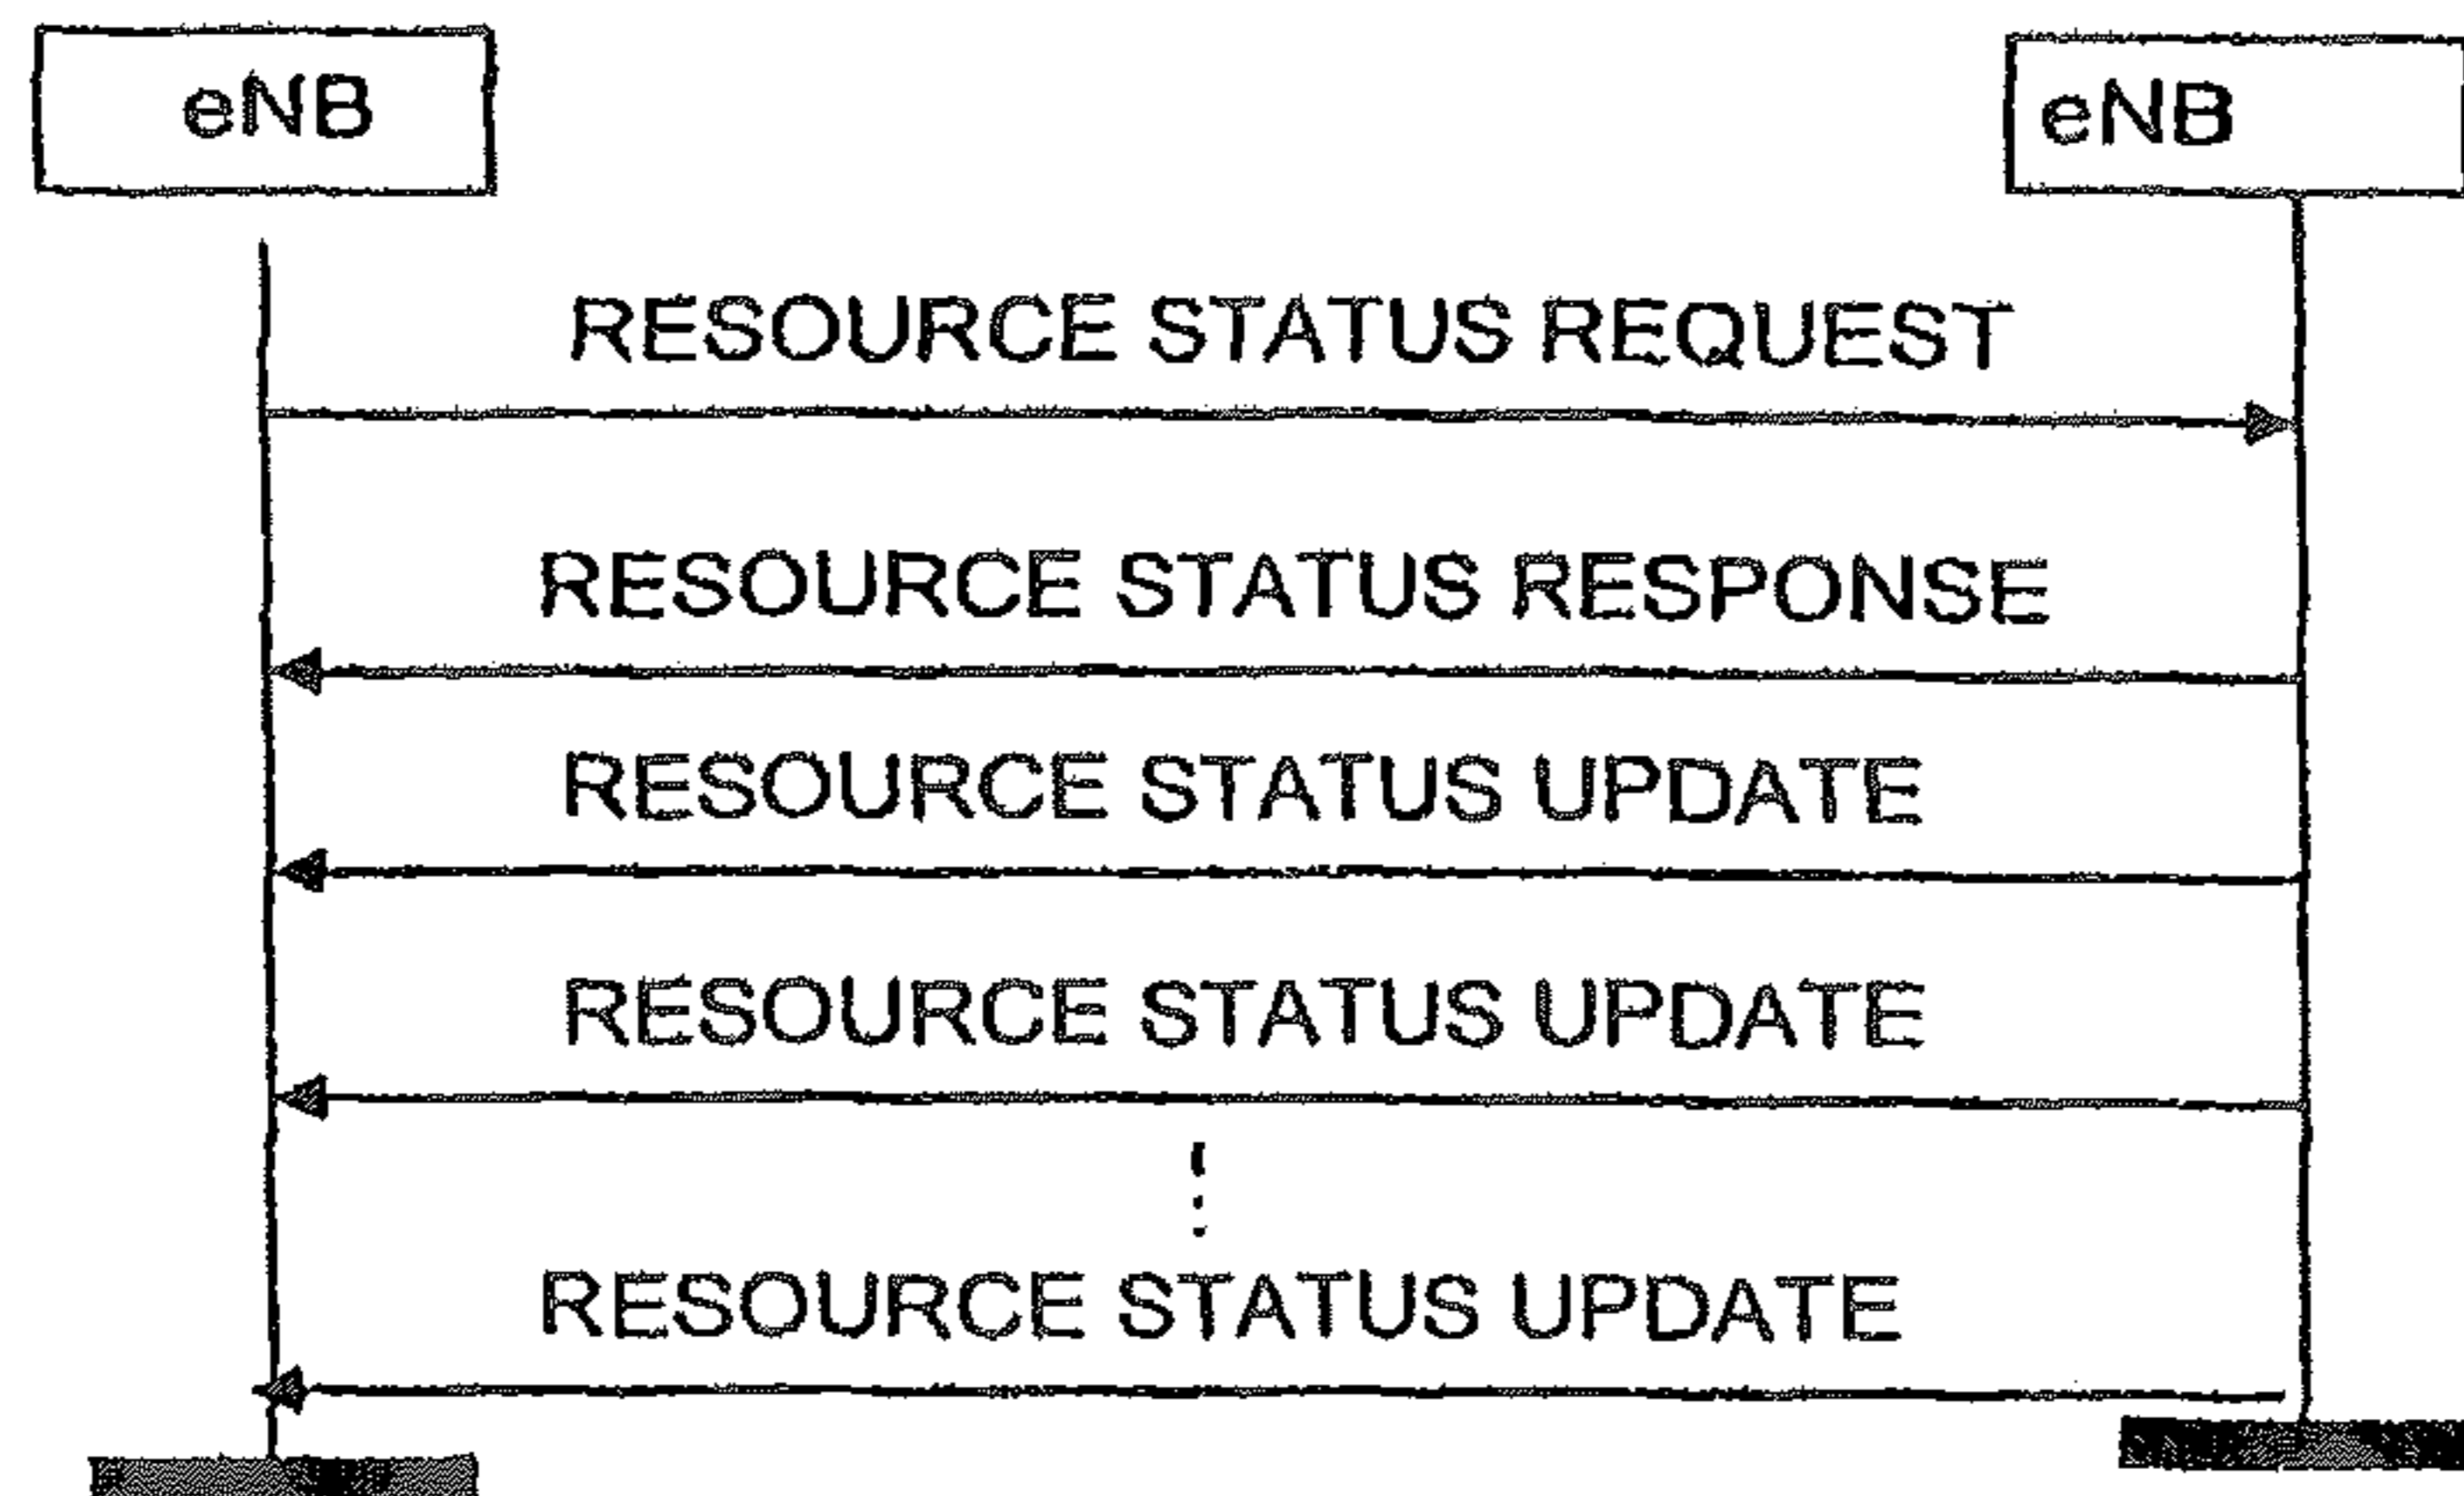 eNB
eNB
RESOURCE STATUS REQUEST
RESOURCE STATUS RESPONSE
RESOURCE STATUS UPDATE
RESOURCE STATUS UPDATE
RESOURCE STATUS UPDATE